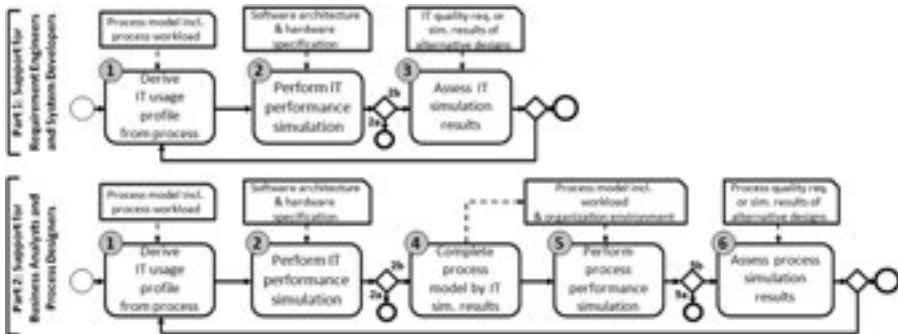 Part 1: Support for
Requirement Engineers
and System Developers
Process model incl.
process workload
Software architecture
& hardware
specification
IT quality req. or
sim. results of
alternative designs
1
Derive
IT usage
profile
from process
2
Perform IT
performance
simulation
2b
2a
3
Assess IT
simulation
results
Part 2: Support for
Business Analysts and
Process Designers
Process model incl.
process workload
Software architecture
& hardware
specification
Process model incl.
workload
& organization environment
Process quality req.
or sim. results of
alternative designs
1
Derive
IT usage
profile
from process
2
Perform IT
performance
simulation
2b
2a
4
Complete
process
model by IT
sim. results
5
Perform
process
performance
simulation
5b
5a
6
Assess process
simulation
results